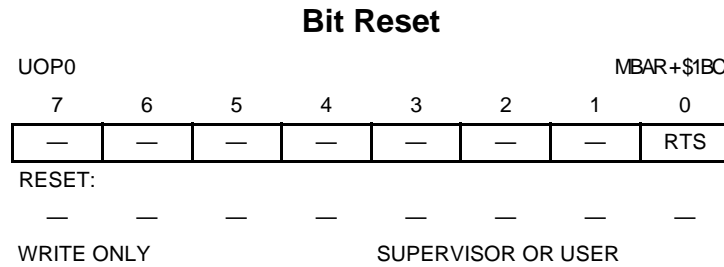 Bit Reset
UOP0 MBAR+$1BC
7 6 5 4 3 2 1 0
— — — — — — — RTS
RESET:
— — — — — — — —
WRITE ONLY SUPERVISOR OR USER